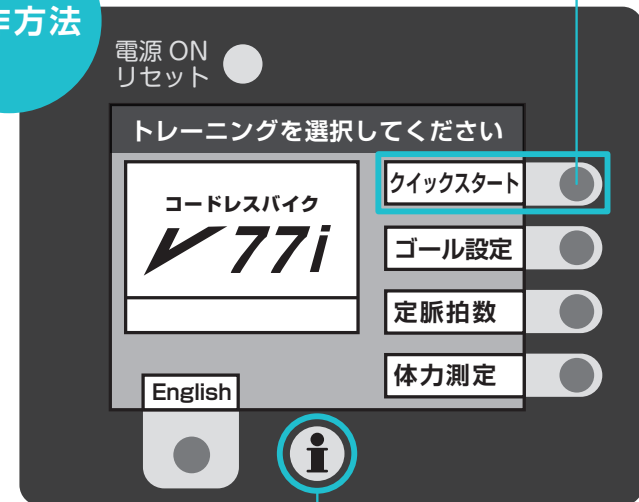 方法
電源 ON
リセット
トレーニングを選択してください
コードレスバイク
V77i
クイックスタート
ゴール設定
定脈拍数
体力測定
English
i